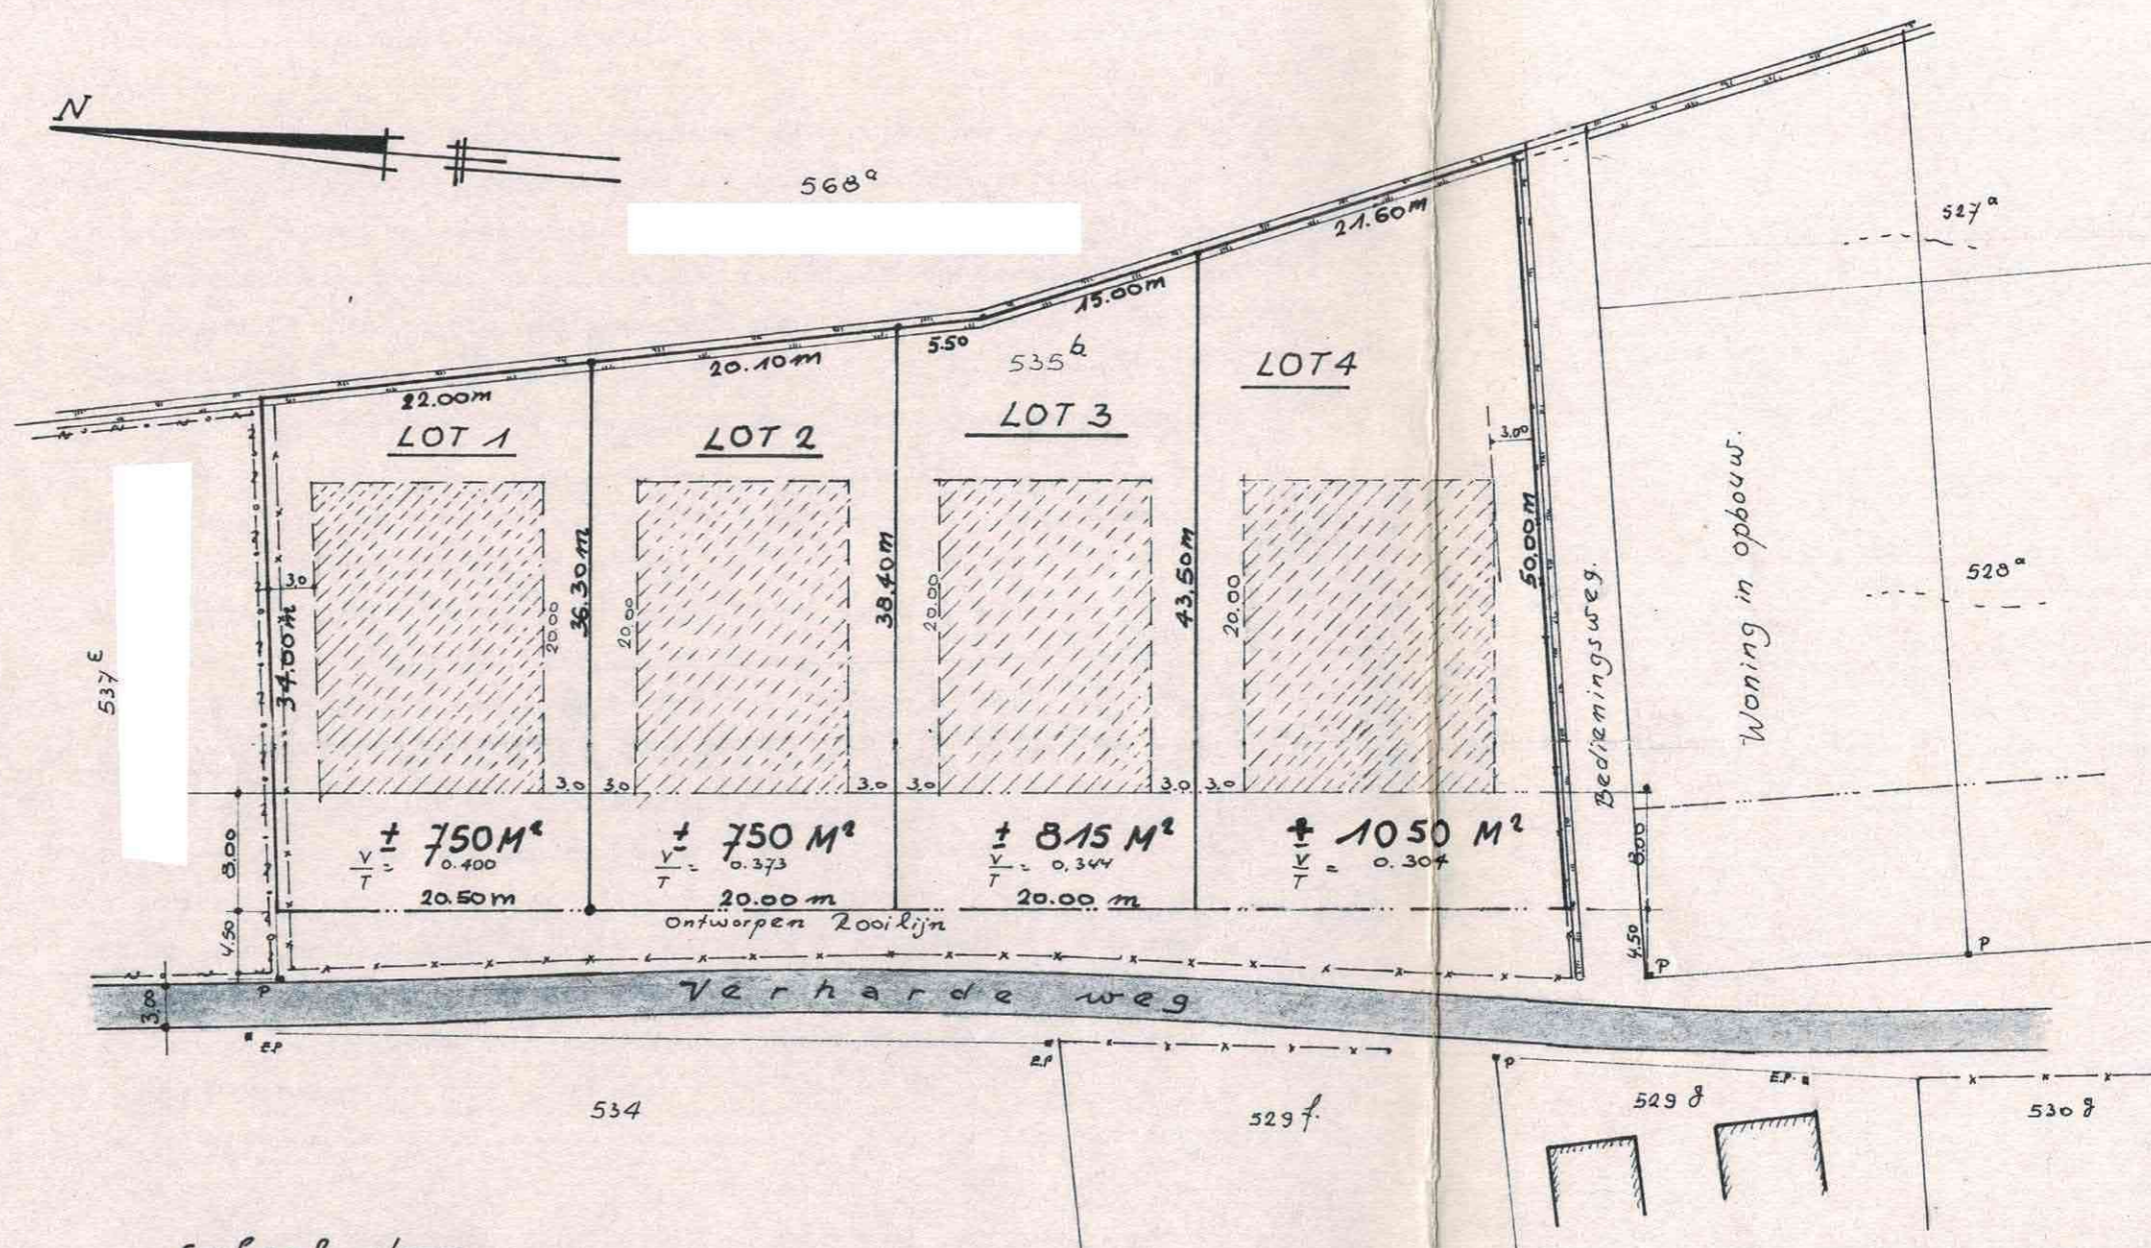 N
568a
527a
21.60m
15.00m
5.50
20.10m
22.00m
535b
LOT 1
LOT 2
LOT 3
LOT 4
3.00
537E
3.0
34.00m
20.00
36.30m
20.00
38.40m
20.00
43.50m
20.00
50.00m
Bedieningsweg.
Woning in opbouw.
528a
3.0
3.0
3.0
3.0
3.0
3.0
± 750 M²
V/T = 0.400
20.50 m
± 750 M²
V/T = 0.373
20.00 m
± 815 M²
V/T = 0.344
20.00 m
± 1050 M²
V/T = 0.304
8.00
4.50
8.00
4.50
Ontworpen Rooilijn
P
P
P
3.00
Verharde weg
E.P
E.P
P
E.P.
534
529 f.
529 g
530 g